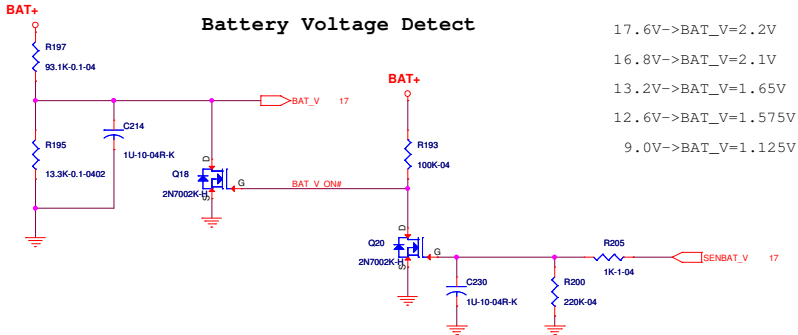 BAT+
Battery Voltage Detect
17.6V->BAT_V=2.2V
16.8V->BAT_V=2.1V
13.2V->BAT_V=1.65V
12.6V->BAT_V=1.575V
9.0V->BAT_V=1.125V
R197
93.1K-0.1-04
BAT+
BAT_V 17
C214
1U-10-04R-K
R195
13.3K-0.1-0402
R193
100K-04
D
Q18
G
BAT_V_ON#
2N7002K-H
S
D
Q20
G
2N7002K-H
S
R205
1K-1-04
SENBAT_V 17
C230
1U-10-04R-K
R200
220K-04